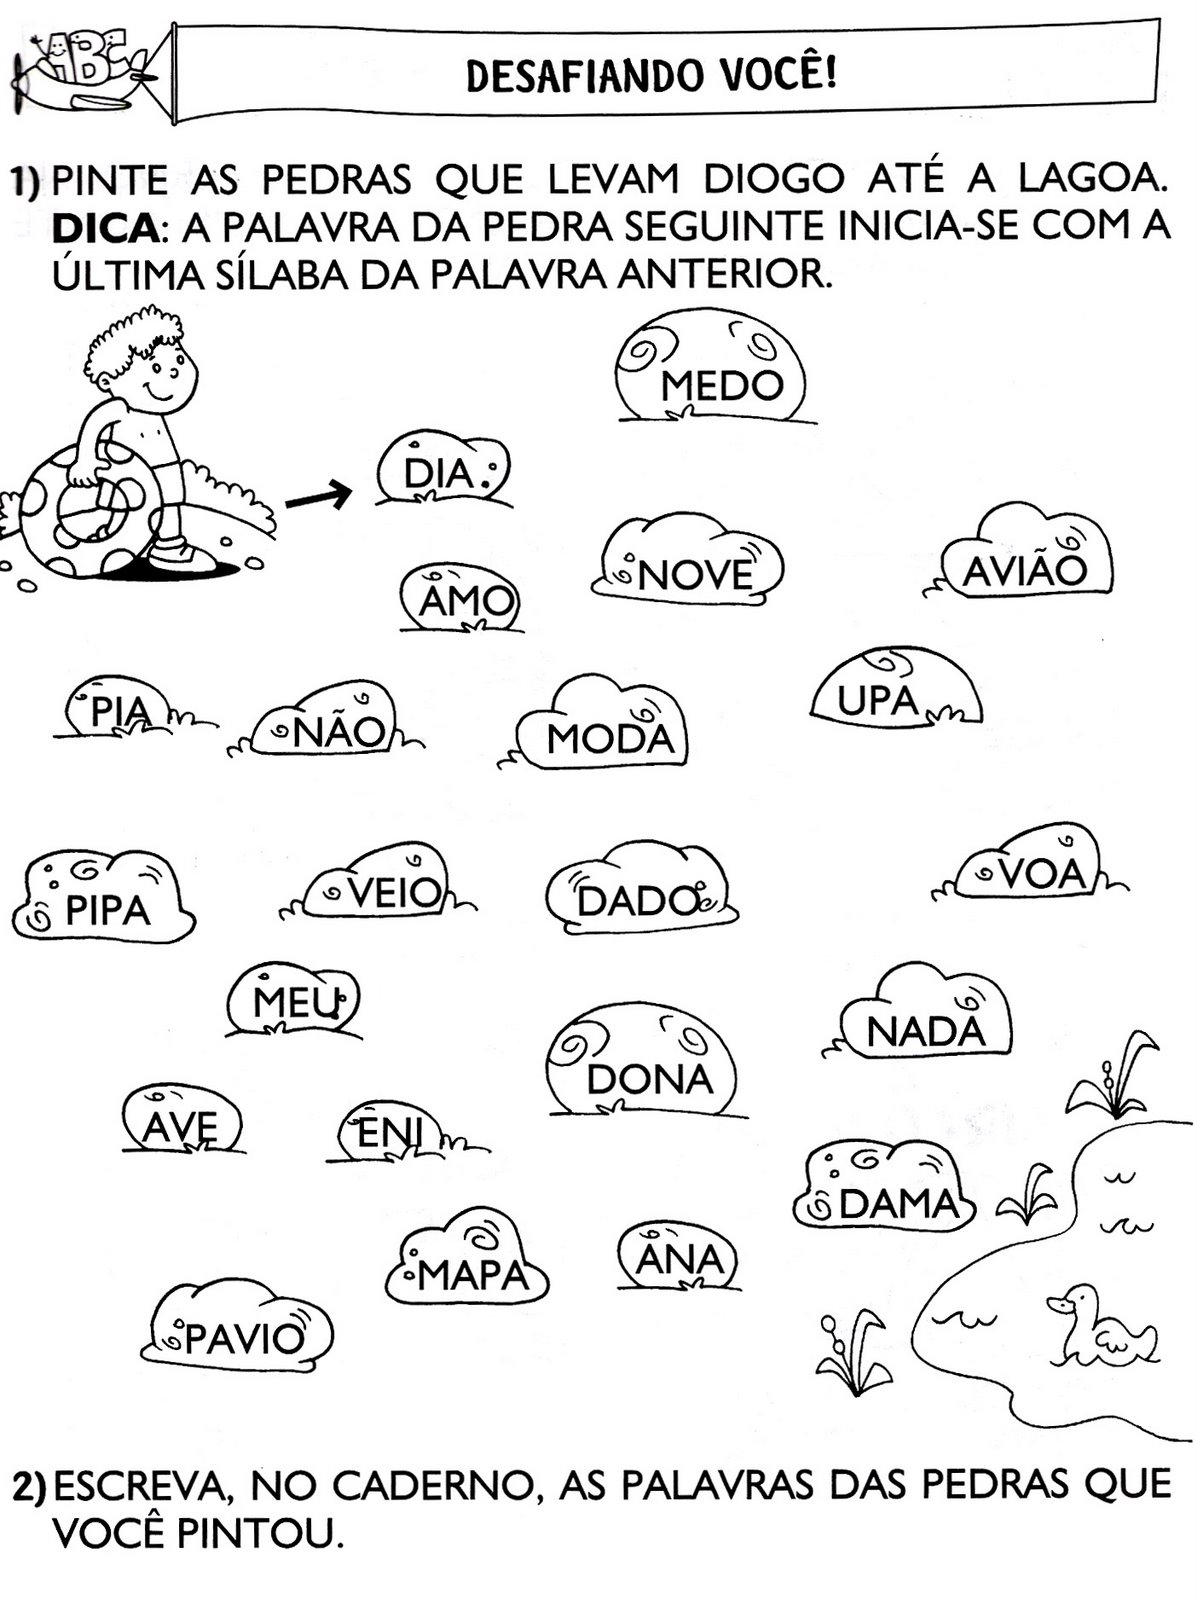 ABC
DESAFIANDO VOCÊ!
1) PINTE AS PEDRAS QUE LEVAM DIOGO ATÉ A LAGOA.
DICA: A PALAVRA DA PEDRA SEGUINTE INICIA-SE COM A
ÚLTIMA SÍLABA DA PALAVRA ANTERIOR.
MEDO
DIA
NOVE
AVIÃO
AMO
PIA
NÃO
MODA
UPA
PIPA
VEIO
DADO
VOA
MEU
DONA
NADA
AVE
ENI
DAMA
MAPA
ANA
PAVIO
2) ESCREVA, NO CADERNO, AS PALAVRAS DAS PEDRAS QUE
VOCÊ PINTOU.